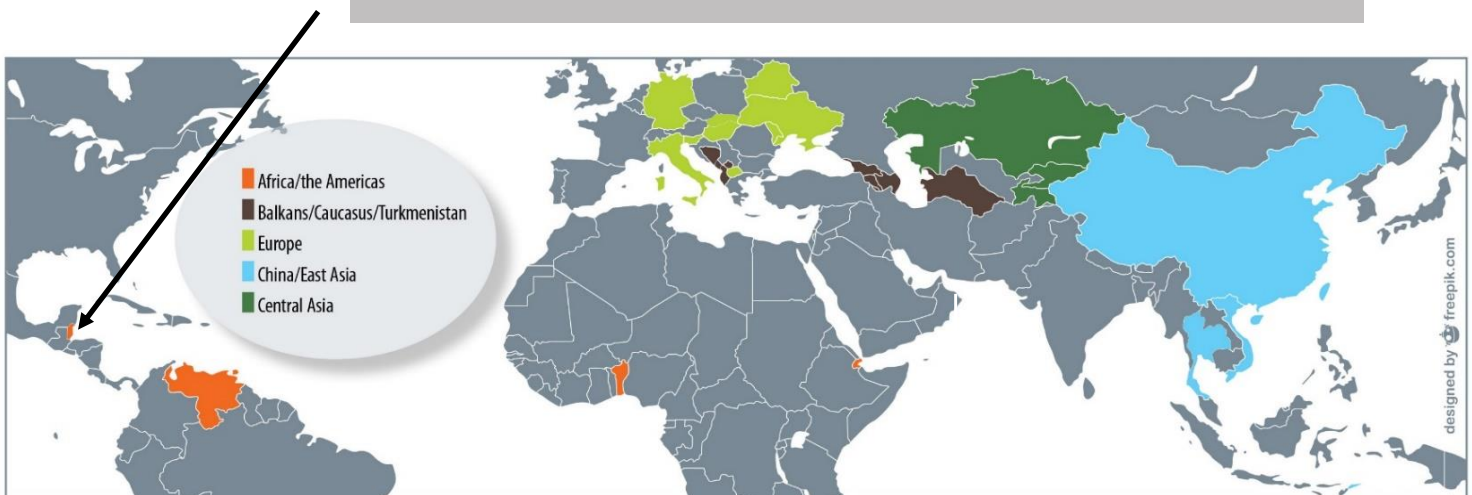 Africa/the Americas
Balkans/Caucasus/Turkmenistan
Europe
China/East Asia
Central Asia
designed by freepik.com